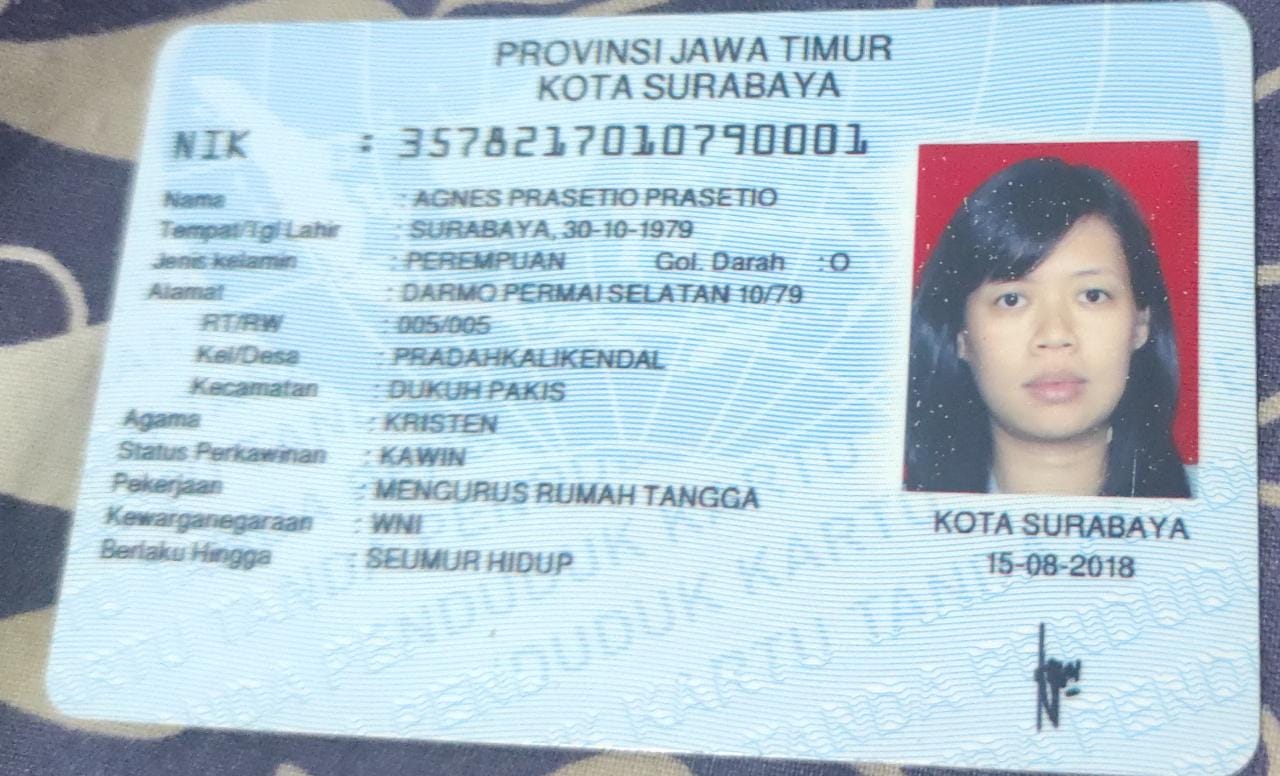 PROVINSI JAWA TIMUR
KOTA SURABAYA
NIK : 3578217010790001
Nama : AGNES PRASETIO PRASETIO
Tempat/Tgl Lahir : SURABAYA, 30-10-1979
Jenis kelamin : PEREMPUAN Gol. Darah : O
Alamat : DARMO PERMAI SELATAN 10/79
RT/RW : 005/005
Kel/Desa : PRADAHKALIKENDAL
Kecamatan : DUKUH PAKIS
Agama : KRISTEN
Status Perkawinan : KAWIN
Pekerjaan : MENGURUS RUMAH TANGGA
Kewarganegaraan : WNI
Berlaku Hingga : SEUMUR HIDUP
KOTA SURABAYA
15-08-2018